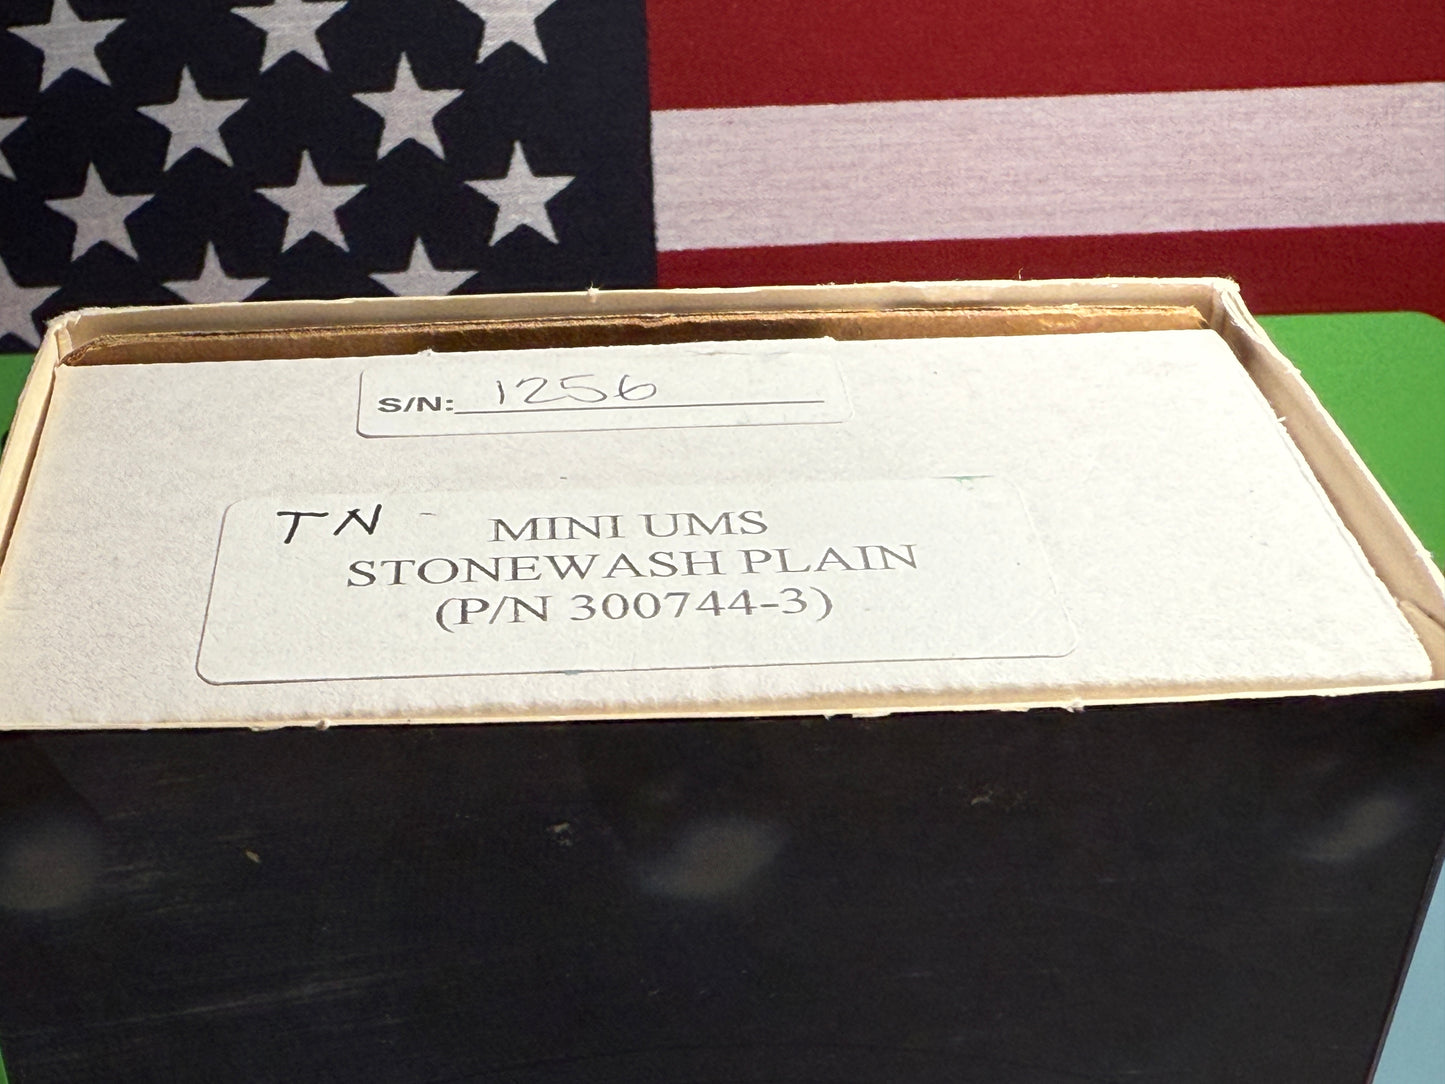 S/N: 1256
TN - MINI UMS
STONEWASH PLAIN
(P/N 300744-3)